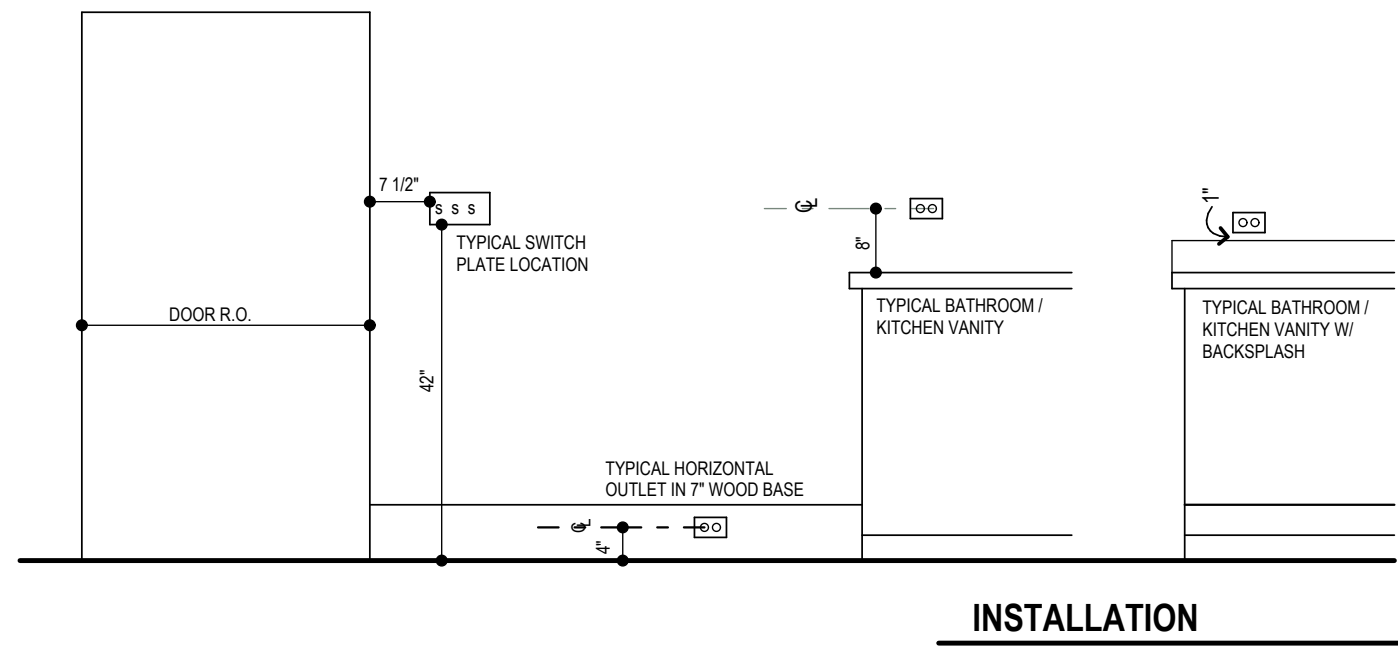 7 1/2"
S S S
TYPICAL SWITCH
PLATE LOCATION
DOOR R.O.
42"
TYPICAL HORIZONTAL
OUTLET IN 7" WOOD BASE
℄
4"
℄
8"
TYPICAL BATHROOM /
KITCHEN VANITY
1"
TYPICAL BATHROOM /
KITCHEN VANITY W/
BACKSPLASH
INSTALLATION